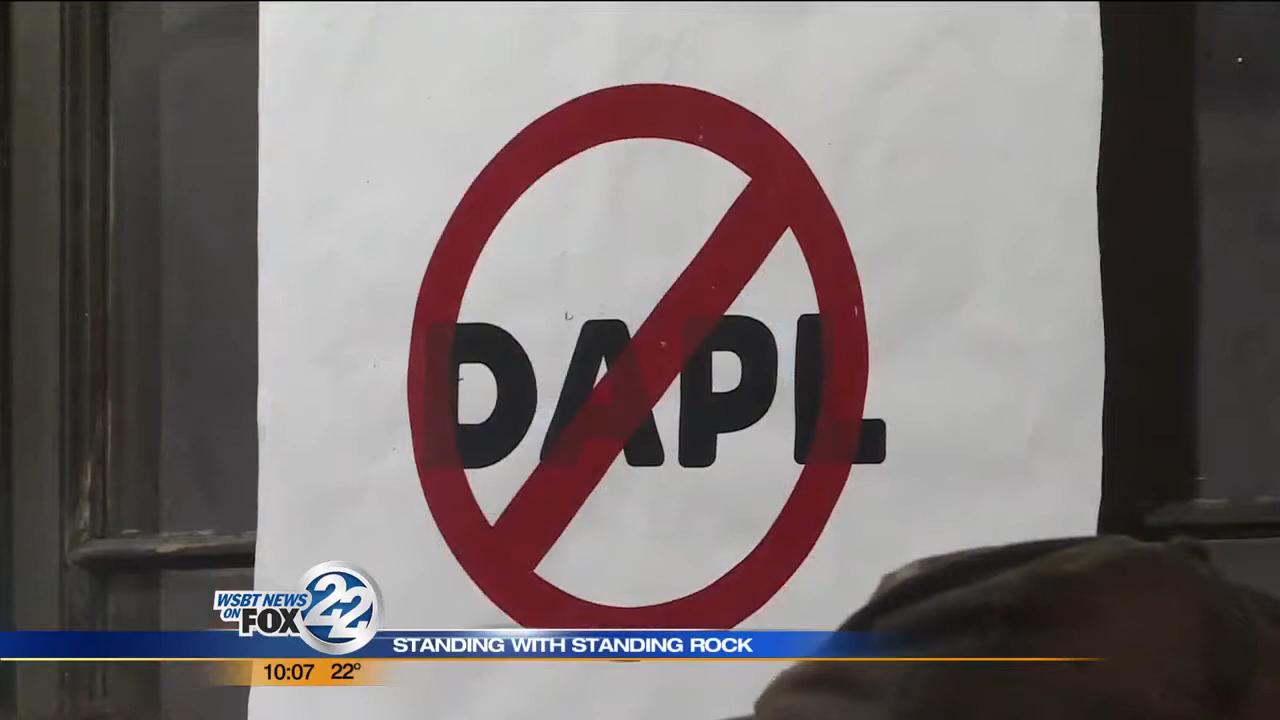 DAPL
WSBT NEWS
ON
FOX 22
STANDING WITH STANDING ROCK
10:07 22°